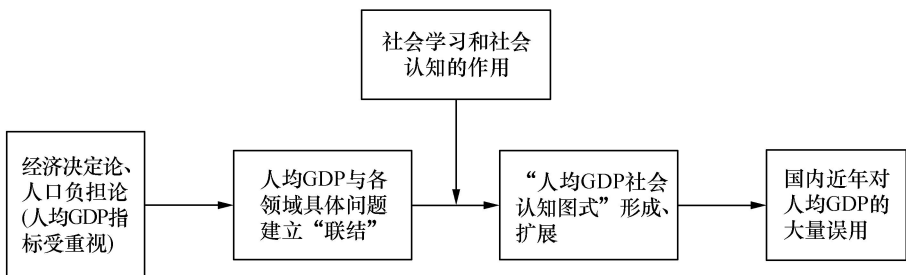 社会学习和社会
认知的作用
经济决定论、
人口负担论
(人均GDP指
标受重视)
人均GDP与各
领域具体问题
建立“联结”
“人均GDP社会
认知图式”形成、
扩展
国内近年对
人均GDP的
大量误用